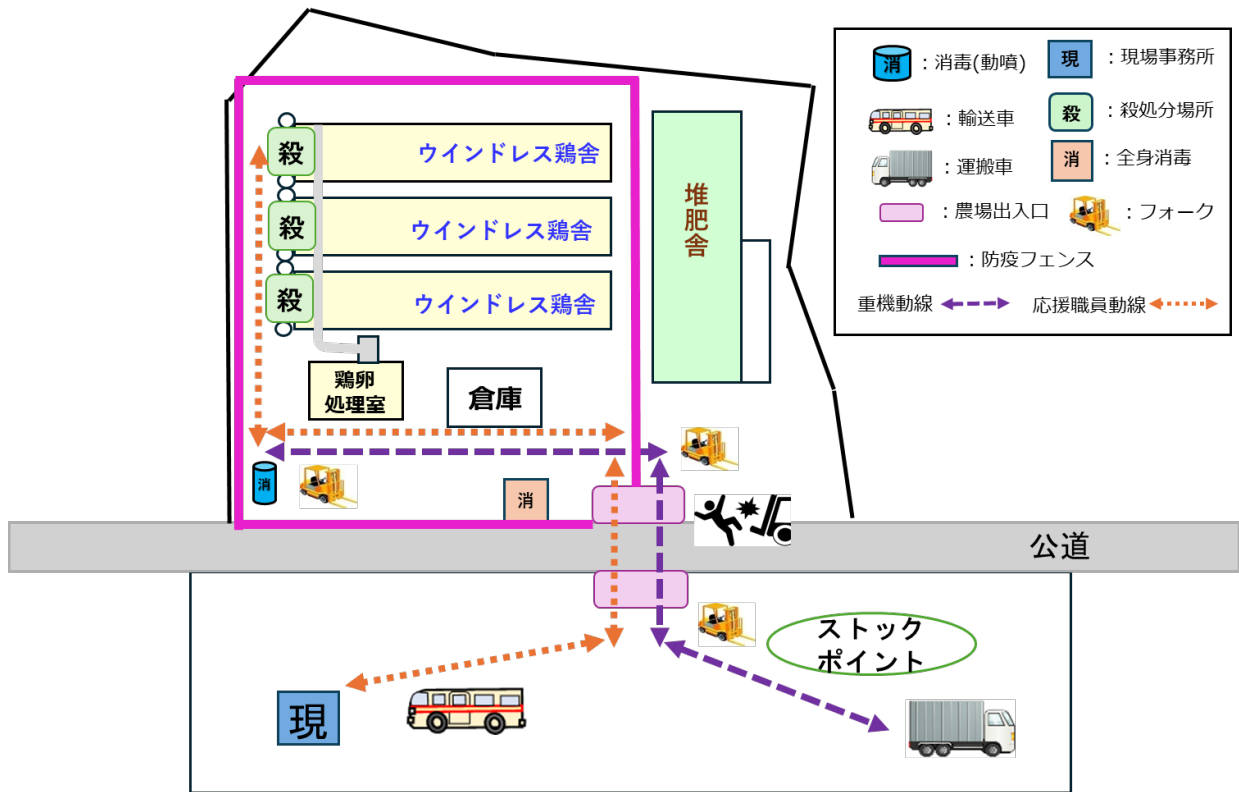 殺
ウインドレス鶏舎
殺
ウインドレス鶏舎
殺
ウインドレス鶏舎
堆肥舎
鶏卵
処理室
倉庫
消
消
公道
ストック
ポイント
現
消
：消毒(動噴)
現
：現場事務所
：輸送車
殺
：殺処分場所
：運搬車
消
：全身消毒
：農場出入口
：フォーク
：防疫フェンス
重機動線
応援職員動線